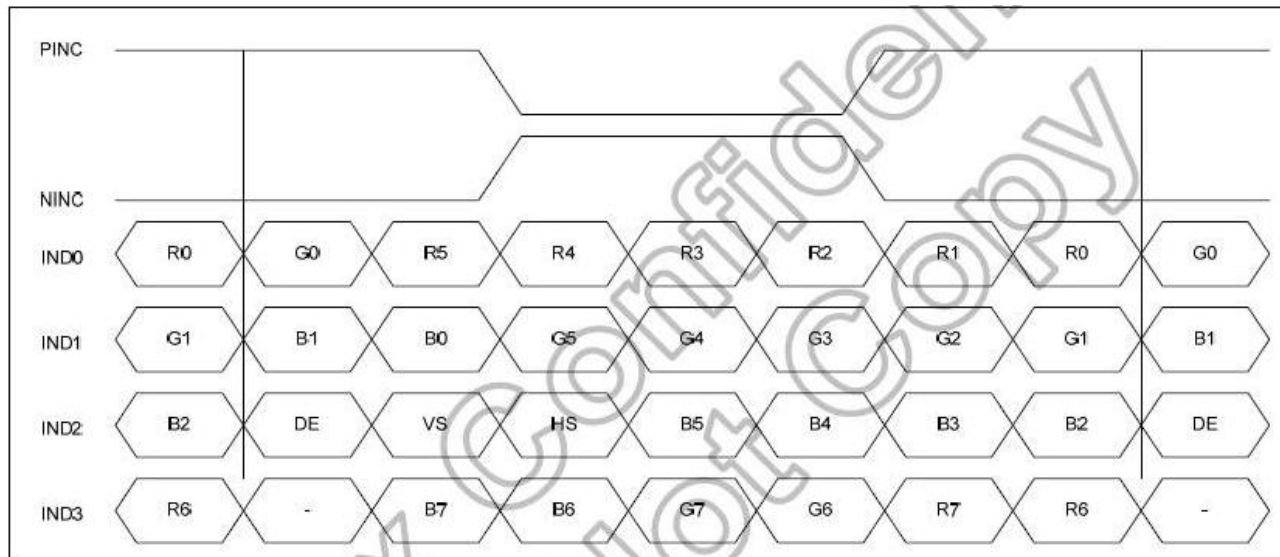 PINC
NINC
IND0 R0 G0 R5 R4 R3 R2 R1 R0 G0
IND1 G1 B1 B0 G5 G4 G3 G2 G1 B1
IND2 B2 DE VS HS B5 B4 B3 B2 DE
IND3 R6 - B7 B6 G7 G6 R7 R6 -
Copy